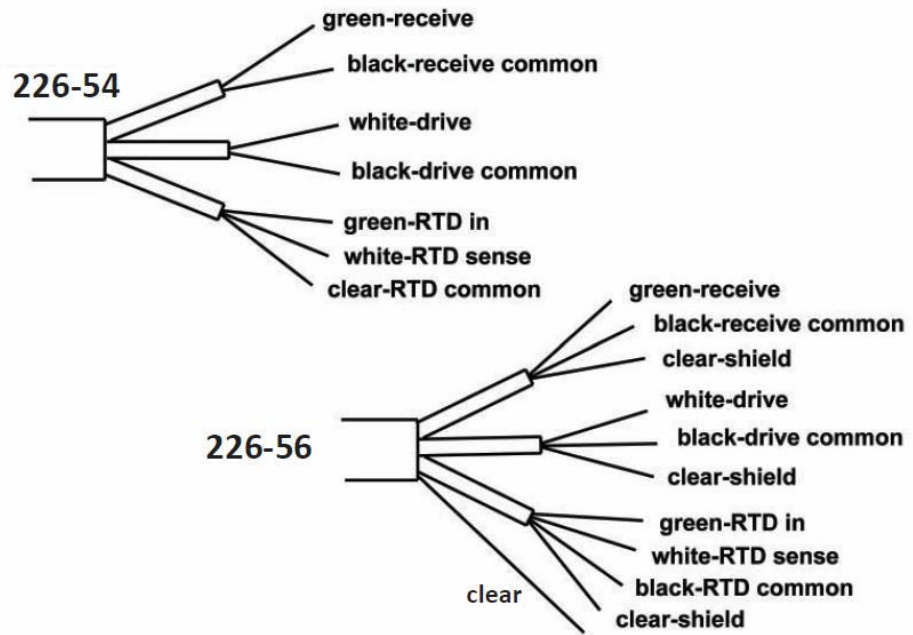 green-receive
226-54
black-receive common
white-drive
black-drive common
green-RTD in
white-RTD sense
clear-RTD common
green-receive
black-receive common
clear-shield
white-drive
226-56
black-drive common
clear-shield
green-RTD in
white-RTD sense
black-RTD common
clear
clear-shield